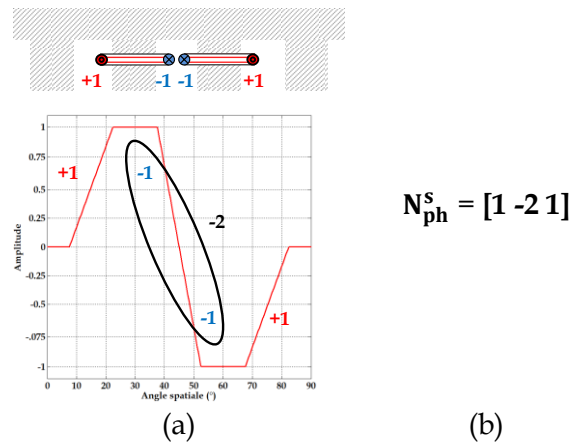 +1 -1 -1 +1
1
0.75
0.5
0.25
0
-0.25
-0.5
-.075
-1
Amplitude
+1
-1
-2
-1
+1
0 10 20 30 40 50 60 70 80 90
Angle spatiale (°)
N^s_ph = [1 -2 1]
(a) (b)